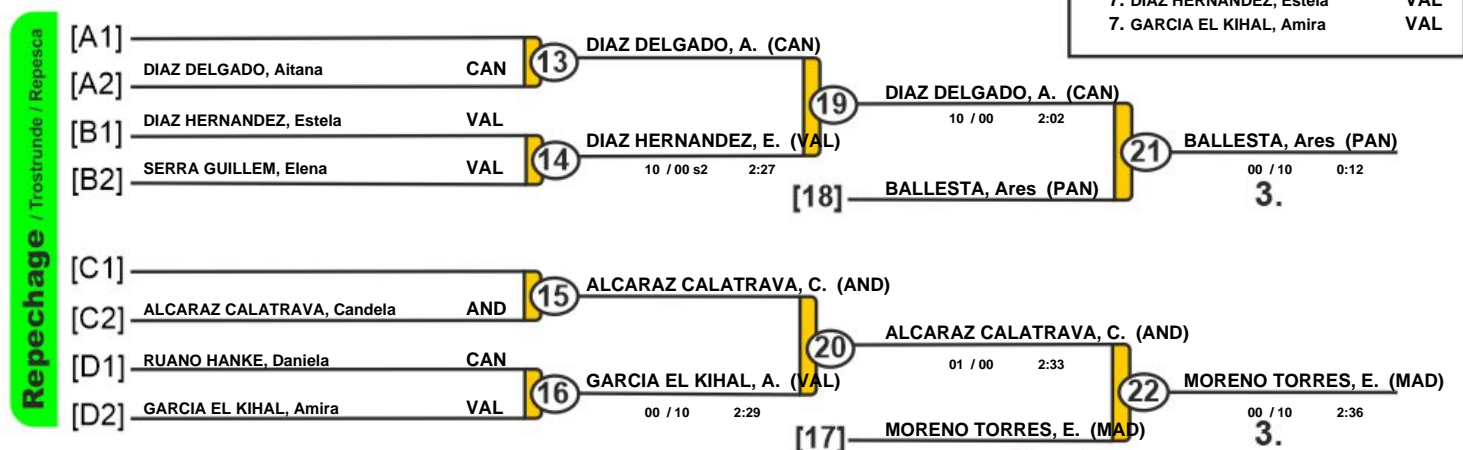 7. DIAZ HERNANDEZ, Estela VAL
7. GARCIA EL KIHAL, Amira VAL
Repechage / Trostrunde / Repesca
[A1]
DIAZ DELGADO, A. (CAN)
[A2] DIAZ DELGADO, Aitana CAN 13
19 DIAZ DELGADO, A. (CAN)
10 / 00 2:02
[B1] DIAZ HERNANDEZ, Estela VAL
DIAZ HERNANDEZ, E. (VAL)
14
10 / 00 s2 2:27
[B2] SERRA GUILLEM, Elena VAL
21 BALLESTA, Ares (PAN)
00 / 10 0:12
3.
[18] BALLESTA, Ares (PAN)
[C1]
ALCARAZ CALATRAVA, C. (AND)
[C2] ALCARAZ CALATRAVA, Candela AND 15
20 ALCARAZ CALATRAVA, C. (AND)
01 / 00 2:33
[D1] RUANO HANKE, Daniela CAN
GARCIA EL KIHAL, A. (VAL)
16
00 / 10 2:29
[D2] GARCIA EL KIHAL, Amira VAL
22 MORENO TORRES, E. (MAD)
00 / 10 2:36
3.
[17] MORENO TORRES, E. (MAD)